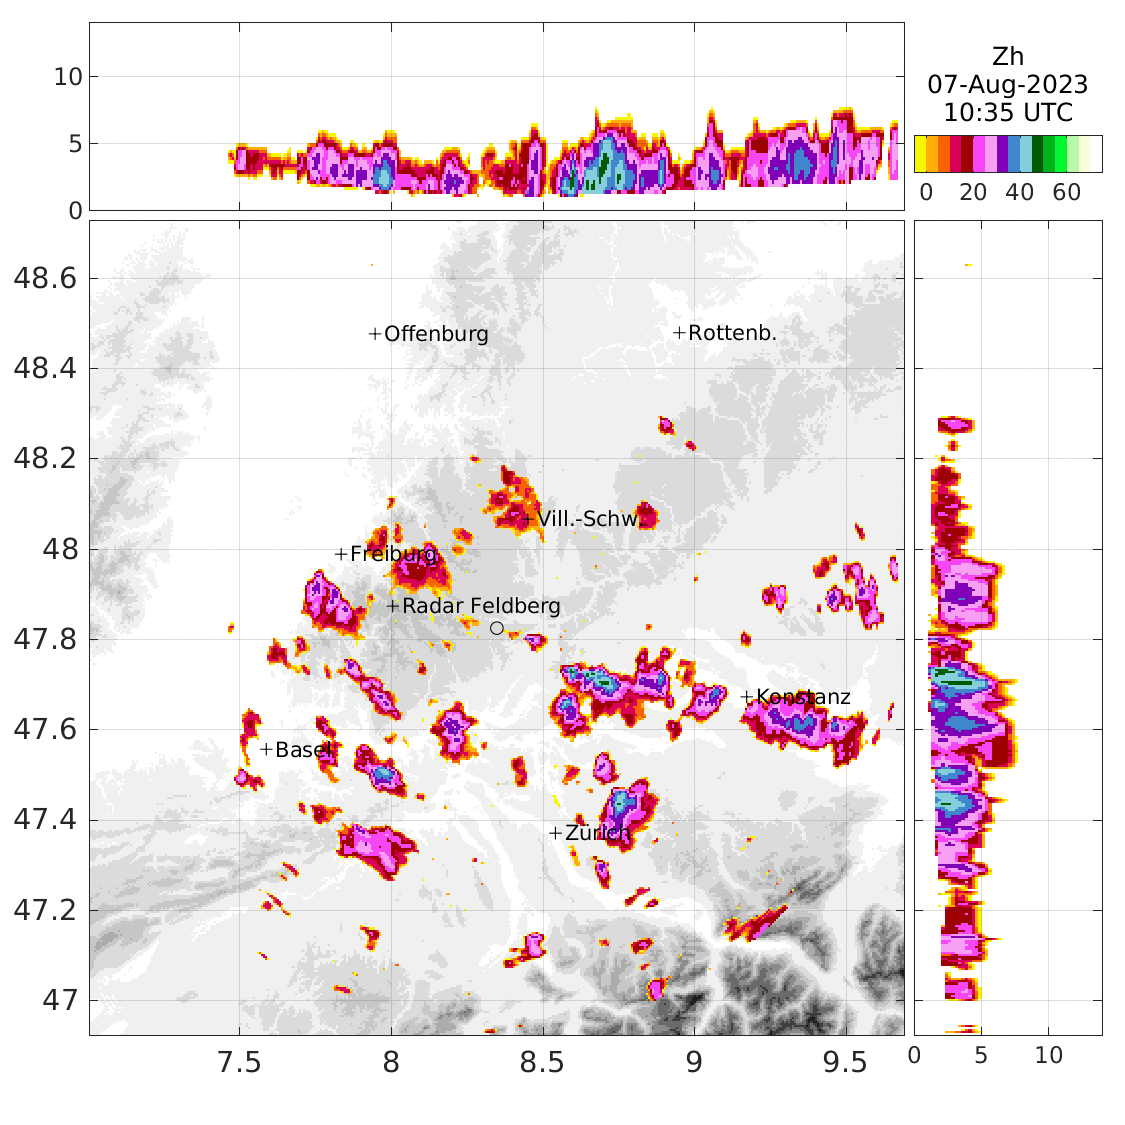 10
5
0
Zh
07-Aug-2023
10:35 UTC
0 20 40 60
48.6
48.4
48.2
48
47.8
47.6
47.4
47.2
47
+Offenburg
+Rottenb.
+Vill.-Schw.
+Freiburg
+Radar Feldberg
+Konstanz
+Basel
+Zürich
7.5 8 8.5 9 9.5
0 5 10